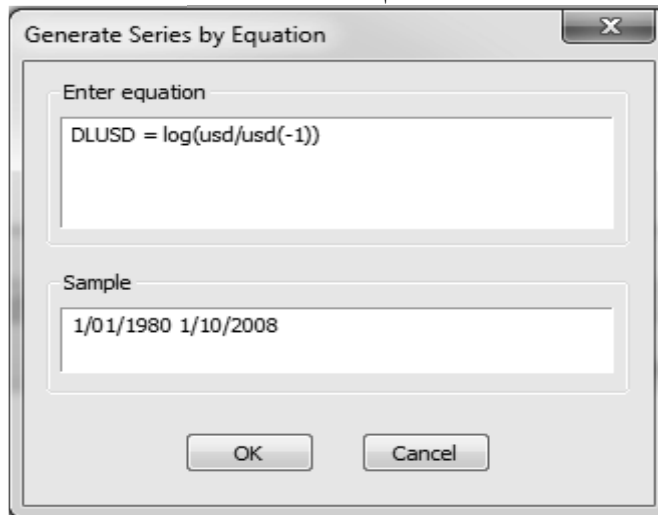 Generate Series by Equation
Enter equation
DLUSD = log(usd/usd(-1))
Sample
1/01/1980 1/10/2008
OK
Cancel